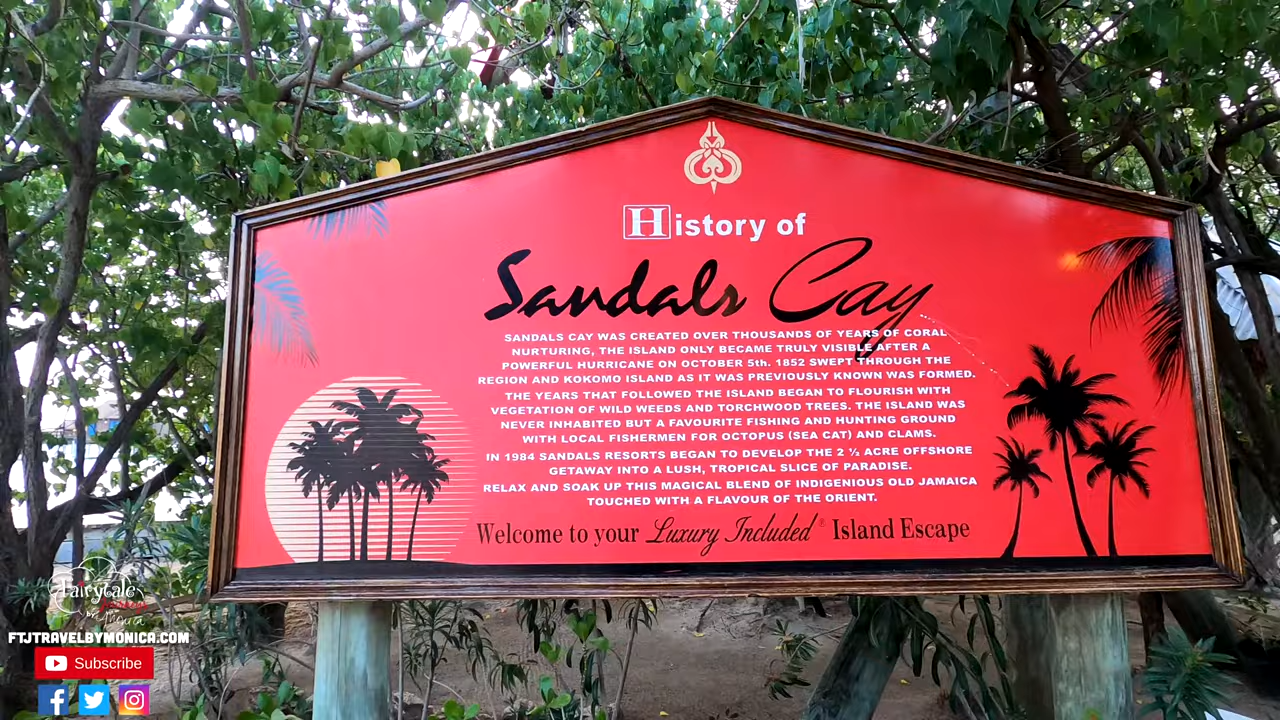 History of
Sandals Cay
SANDALS CAY WAS CREATED OVER THOUSANDS OF YEARS OF CORAL
NURTURING, THE ISLAND ONLY BECAME TRULY VISIBLE AFTER A
POWERFUL HURRICANE ON OCTOBER 5th. 1852 SWEPT THROUGH THE
REGION AND KOKOMO ISLAND AS IT WAS PREVIOUSLY KNOWN WAS FORMED.
THE YEARS THAT FOLLOWED THE ISLAND BEGAN TO FLOURISH WITH
VEGETATION OF WILD WEEDS AND TORCHWOOD TREES. THE ISLAND WAS
NEVER INHABITED BUT A FAVOURITE FISHING AND HUNTING GROUND
WITH LOCAL FISHERMEN FOR OCTOPUS (SEA CAT) AND CLAMS.
IN 1984 SANDALS RESORTS BEGAN TO DEVELOP THE 2 ½ ACRE OFFSHORE
GETAWAY INTO A LUSH, TROPICAL SLICE OF PARADISE.
RELAX AND SOAK UP THIS MAGICAL BLEND OF INDIGENIOUS OLD JAMAICA
TOUCHED WITH A FLAVOUR OF THE ORIENT.
Welcome to your Luxury Included® Island Escape
Fairytale
Journeys
by Monica
FTJTRAVELBYMONICA.COM
Subscribe